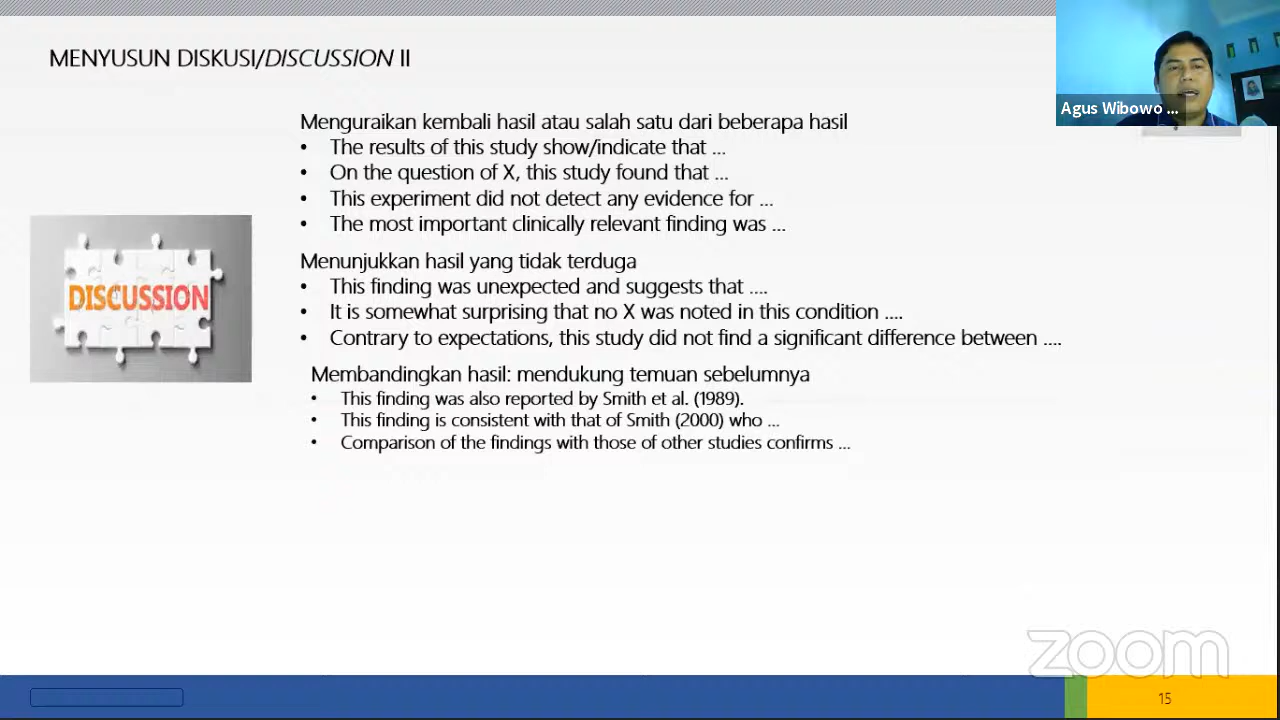 MENYUSUN DISKUSI/DISCUSSION II
Agus Wibowo ...
Menguraikan kembali hasil atau salah satu dari beberapa hasil
• The results of this study show/indicate that ...
• On the question of X, this study found that ...
• This experiment did not detect any evidence for ...
• The most important clinically relevant finding was ...
DISCUSSION
Menunjukkan hasil yang tidak terduga
• This finding was unexpected and suggests that ....
• It is somewhat surprising that no X was noted in this condition ....
• Contrary to expectations, this study did not find a significant difference between ....
Membandingkan hasil: mendukung temuan sebelumnya
• This finding was also reported by Smith et al. (1989).
• This finding is consistent with that of Smith (2000) who ...
• Comparison of the findings with those of other studies confirms ...
zoom
15